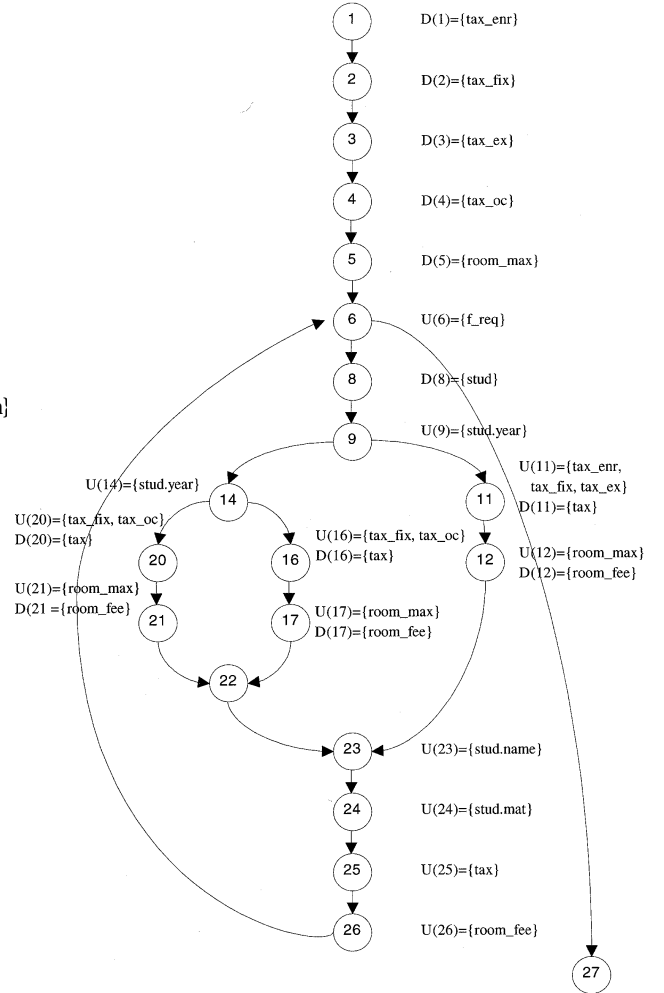 1
D(1)={tax_enr}
2
D(2)={tax_fix}
3
D(3)={tax_ex}
4
D(4)={tax_oc}
5
D(5)={room_max}
6
U(6)={f_req}
8
D(8)={stud}
}
9
U(9)={stud.year}
U(14)={stud.year}
14
11
U(11)={tax_enr,
tax_fix, tax_ex}
D(11)={tax}
U(20)={tax_fix, tax_oc}
D(20)={tax}
20
16
U(16)={tax_fix, tax_oc}
D(16)={tax}
12
U(12)={room_max}
D(12)={room_fee}
U(21)={room_max}
D(21 ={room_fee}
21
17
U(17)={room_max}
D(17)={room_fee}
22
23
U(23)={stud.name}
24
U(24)={stud.mat}
25
U(25)={tax}
26
U(26)={room_fee}
27